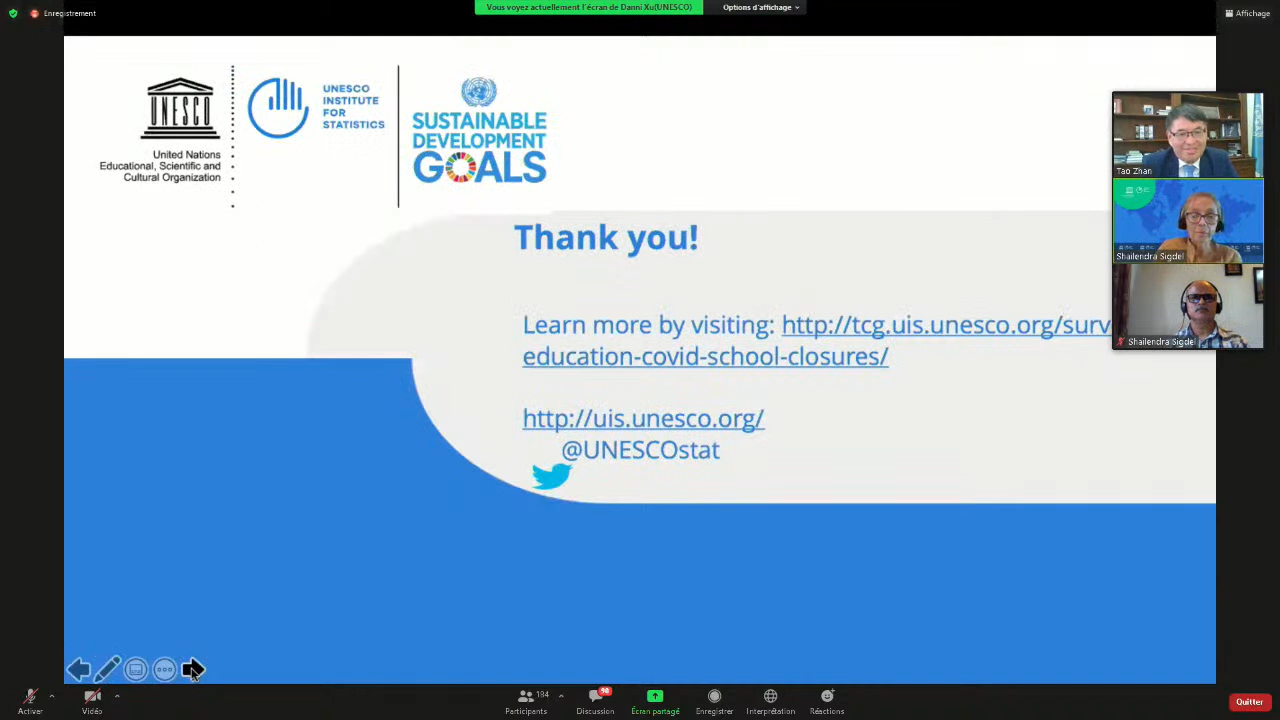 Enregistrement
Vous voyez actuellement l'écran de Danni Xu(UNESCO)
Options d'affichage
Affichage
UNESCO
United Nations
Educational, Scientific and
Cultural Organization
UNESCO
INSTITUTE
FOR
STATISTICS
SUSTAINABLE
DEVELOPMENT
GOALS
Tao Zhan
Shailendra Sigdel
Shailendra Sigdel
Thank you!
Learn more by visiting: http://tcg.uis.unesco.org/surv
education-covid-school-closures/
http://uis.unesco.org/
@UNESCOstat
Activer
Vidéo
184
Participants
98
Discussion
Écran partagé
Enregistrer
Interprétation
Réactions
Quitter